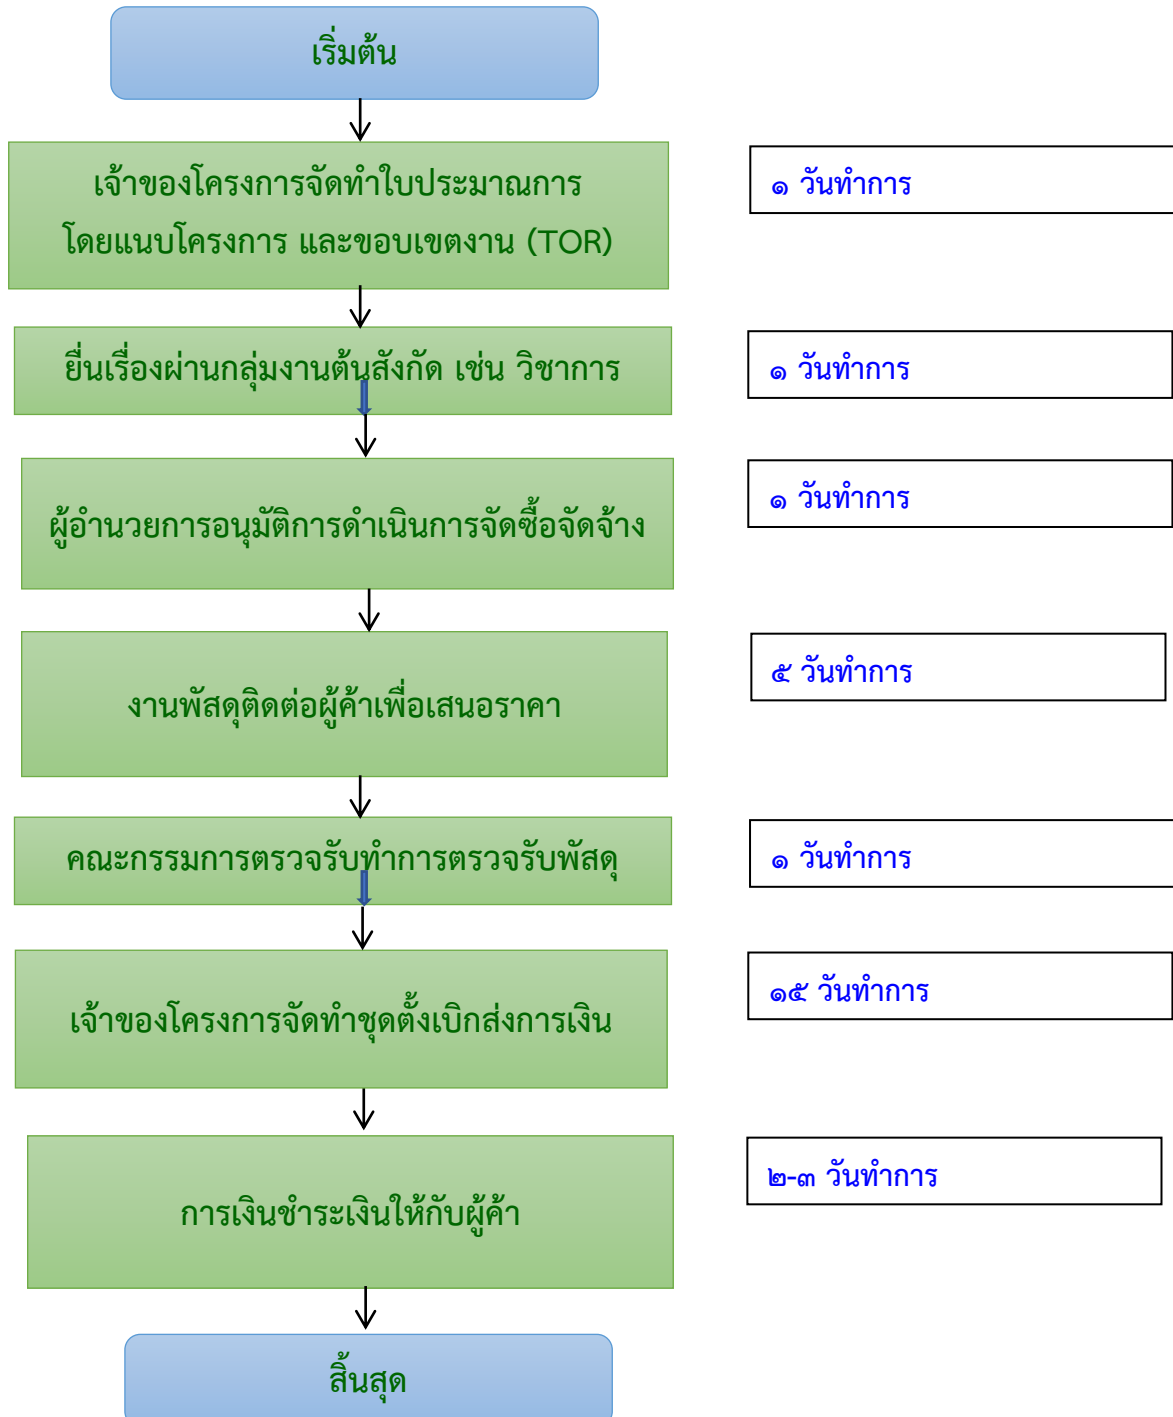 เริ่มต้น
เจ้าของโครงการจัดทำใบประมาณการ
โดยแนบโครงการ และขอบเขตงาน (TOR)
๑ วันทำการ
ยื่นเรื่องผ่านกลุ่มงานต้นสังกัด เช่น วิชาการ
๑ วันทำการ
ผู้อำนวยการอนุมัติการดำเนินการจัดซื้อจัดจ้าง
๑ วันทำการ
งานพัสดุติดต่อผู้ค้าเพื่อเสนอราคา
๕ วันทำการ
คณะกรรมการตรวจรับทำการตรวจรับพัสดุ
๑ วันทำการ
เจ้าของโครงการจัดทำชุดตั้งเบิกส่งการเงิน
๑๕ วันทำการ
การเงินชำระเงินให้กับผู้ค้า
๒-๓ วันทำการ
สิ้นสุด